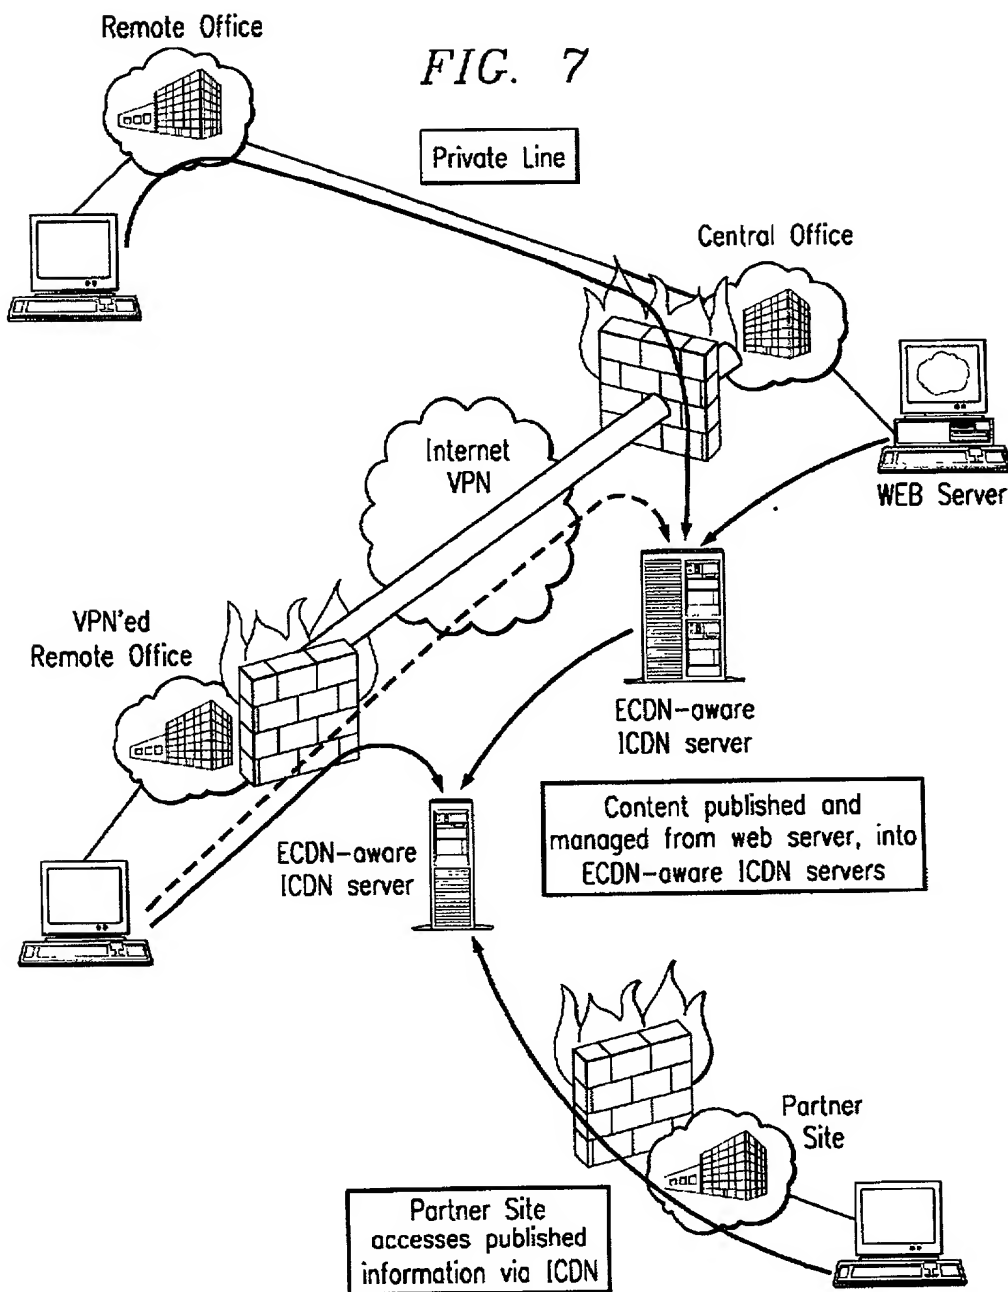 Remote Office
FIG. 7
Private Line
Central Office
WEB Server
Internet
VPN
VPN'ed
Remote Office
ECDN-aware
ICDN server
ECDN-aware
ICDN server
Content published and
managed from web server, into
ECDN-aware ICDN servers
Partner
Site
Partner Site
accesses published
information via ICDN